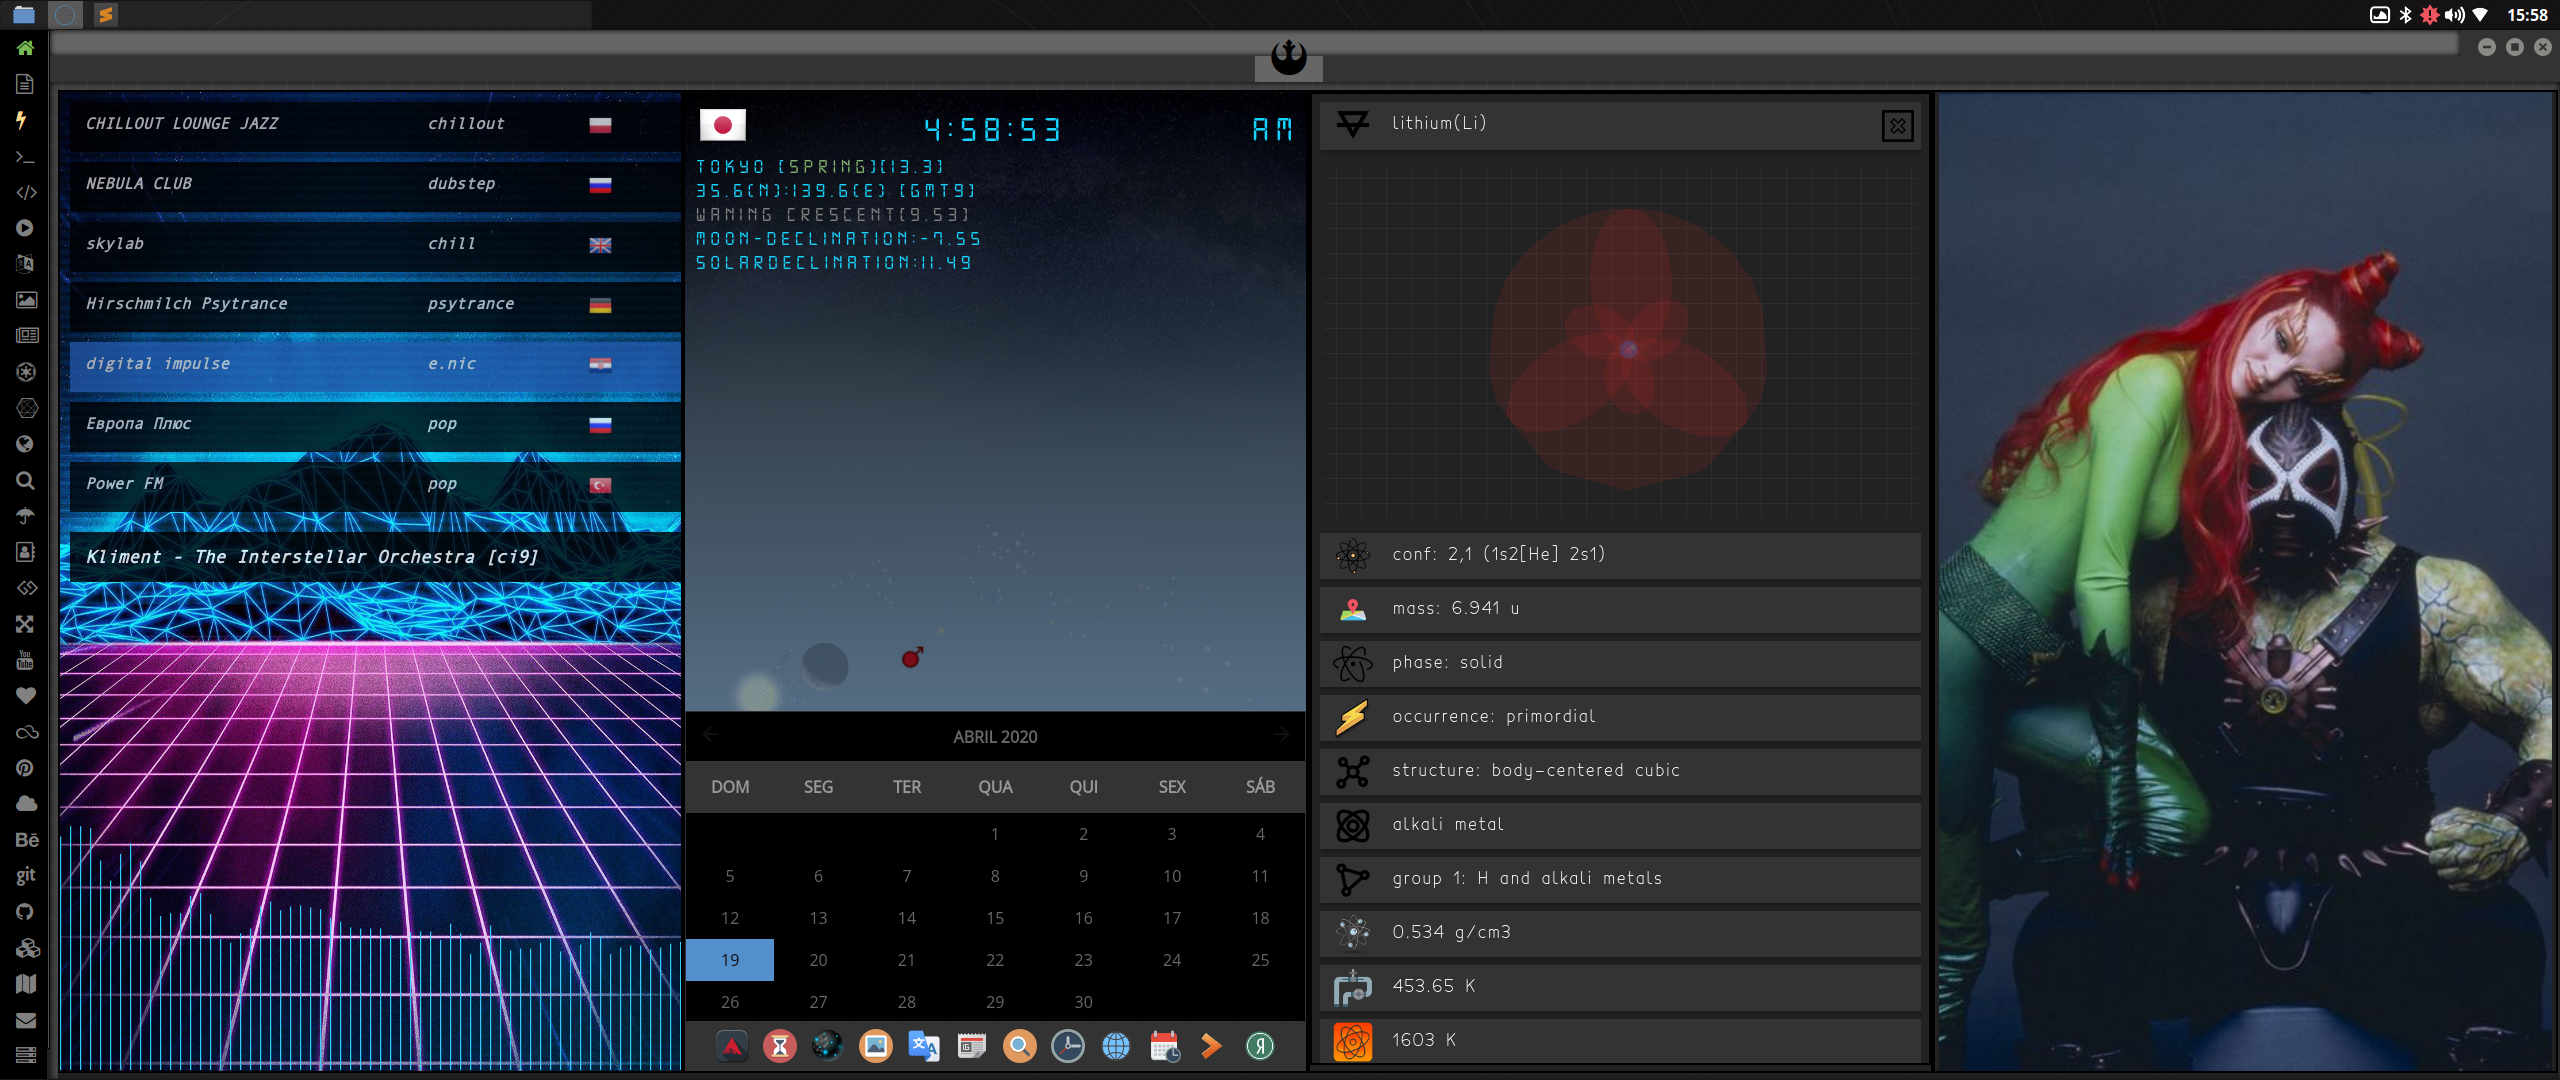 15:58
CHILLOUT LOUNGE JAZZ chillout
NEBULA CLUB dubstep
skylab chill
Hirschmilch Psytrance psytrance
digital impulse e.nic
Европа Плюс pop
Power FM pop
Kliment - The Interstellar Orchestra [ci9]
You Tube
Bē
git
4:58:53 AM
TOKYO [SPRING][13.3]
35.6(N):139.6(E) [GMT9]
WANING CRESCENT[9.53]
MOON-DECLINATION:-7.55
SOLARDECLINATION:11.49
ABRIL 2020
DOM SEG TER QUA QUI SEX SÁB
1 2 3 4
5 6 7 8 9 10 11
12 13 14 15 16 17 18
19 20 21 22 23 24 25
26 27 28 29 30
lithium(Li)
conf: 2,1 (1s2[He] 2s1)
mass: 6.941 u
phase: solid
occurrence: primordial
structure: body-centered cubic
alkali metal
group 1: H and alkali metals
0.534 g/cm3
453.65 K
1603 K